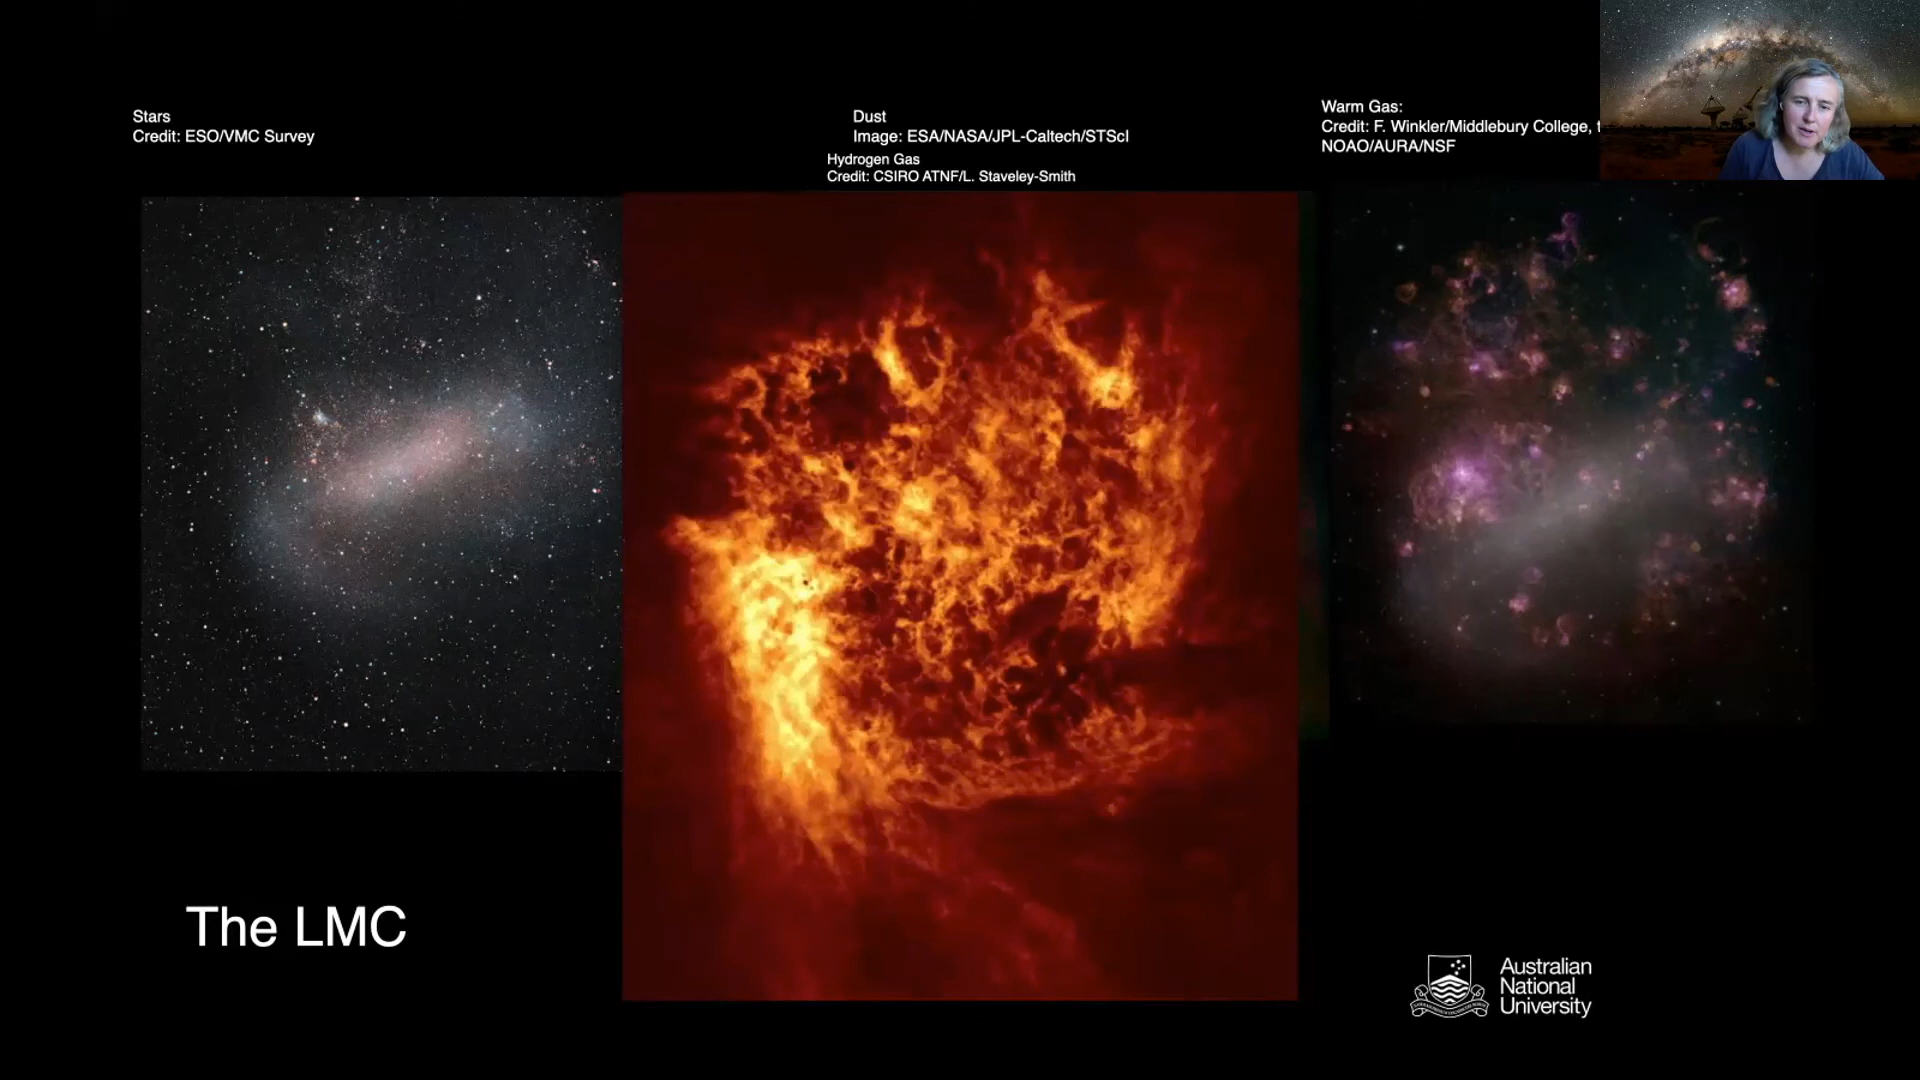 Stars
Credit: ESO/VMC Survey
Dust
Image: ESA/NASA/JPL-Caltech/STScI
Hydrogen Gas
Credit: CSIRO ATNF/L. Staveley-Smith
Warm Gas:
Credit: F. Winkler/Middlebury College,
NOAO/AURA/NSF
The LMC
Australian
National
University